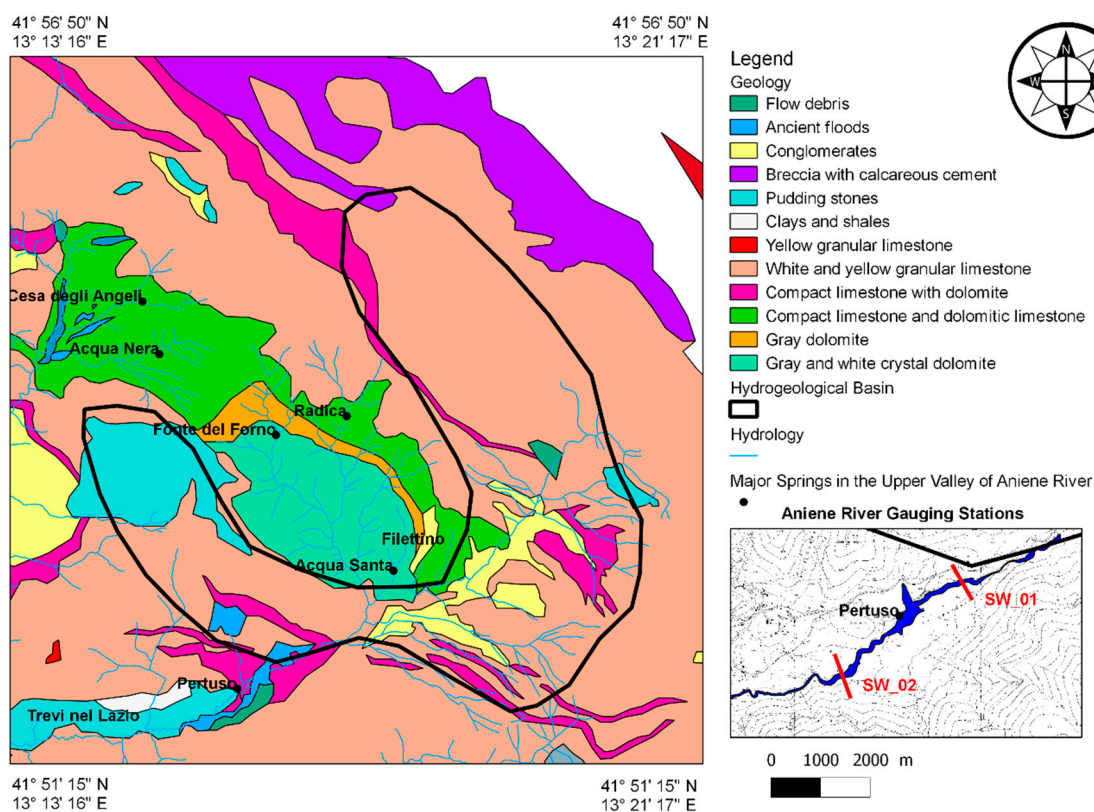 41° 56' 50" N
13° 13' 16" E
41° 56' 50" N
13° 21' 17" E
Cesa degli Angeli
Acqua Nera
Radica
Fonte del Forno
Filettino
Acqua Santa
Pertuso
Trevi nel Lazio
41° 51' 15" N
13° 13' 16" E
41° 51' 15" N
13° 21' 17" E
N
W
S
Legend
Geology
Flow debris
Ancient floods
Conglomerates
Breccia with calcareous cement
Pudding stones
Clays and shales
Yellow granular limestone
White and yellow granular limestone
Compact limestone with dolomite
Compact limestone and dolomitic limestone
Gray dolomite
Gray and white crystal dolomite
Hydrogeological Basin
Hydrology
Major Springs in the Upper Valley of Aniene River
Aniene River Gauging Stations
SW_01
Pertuso
SW_02
0 1000 2000 m